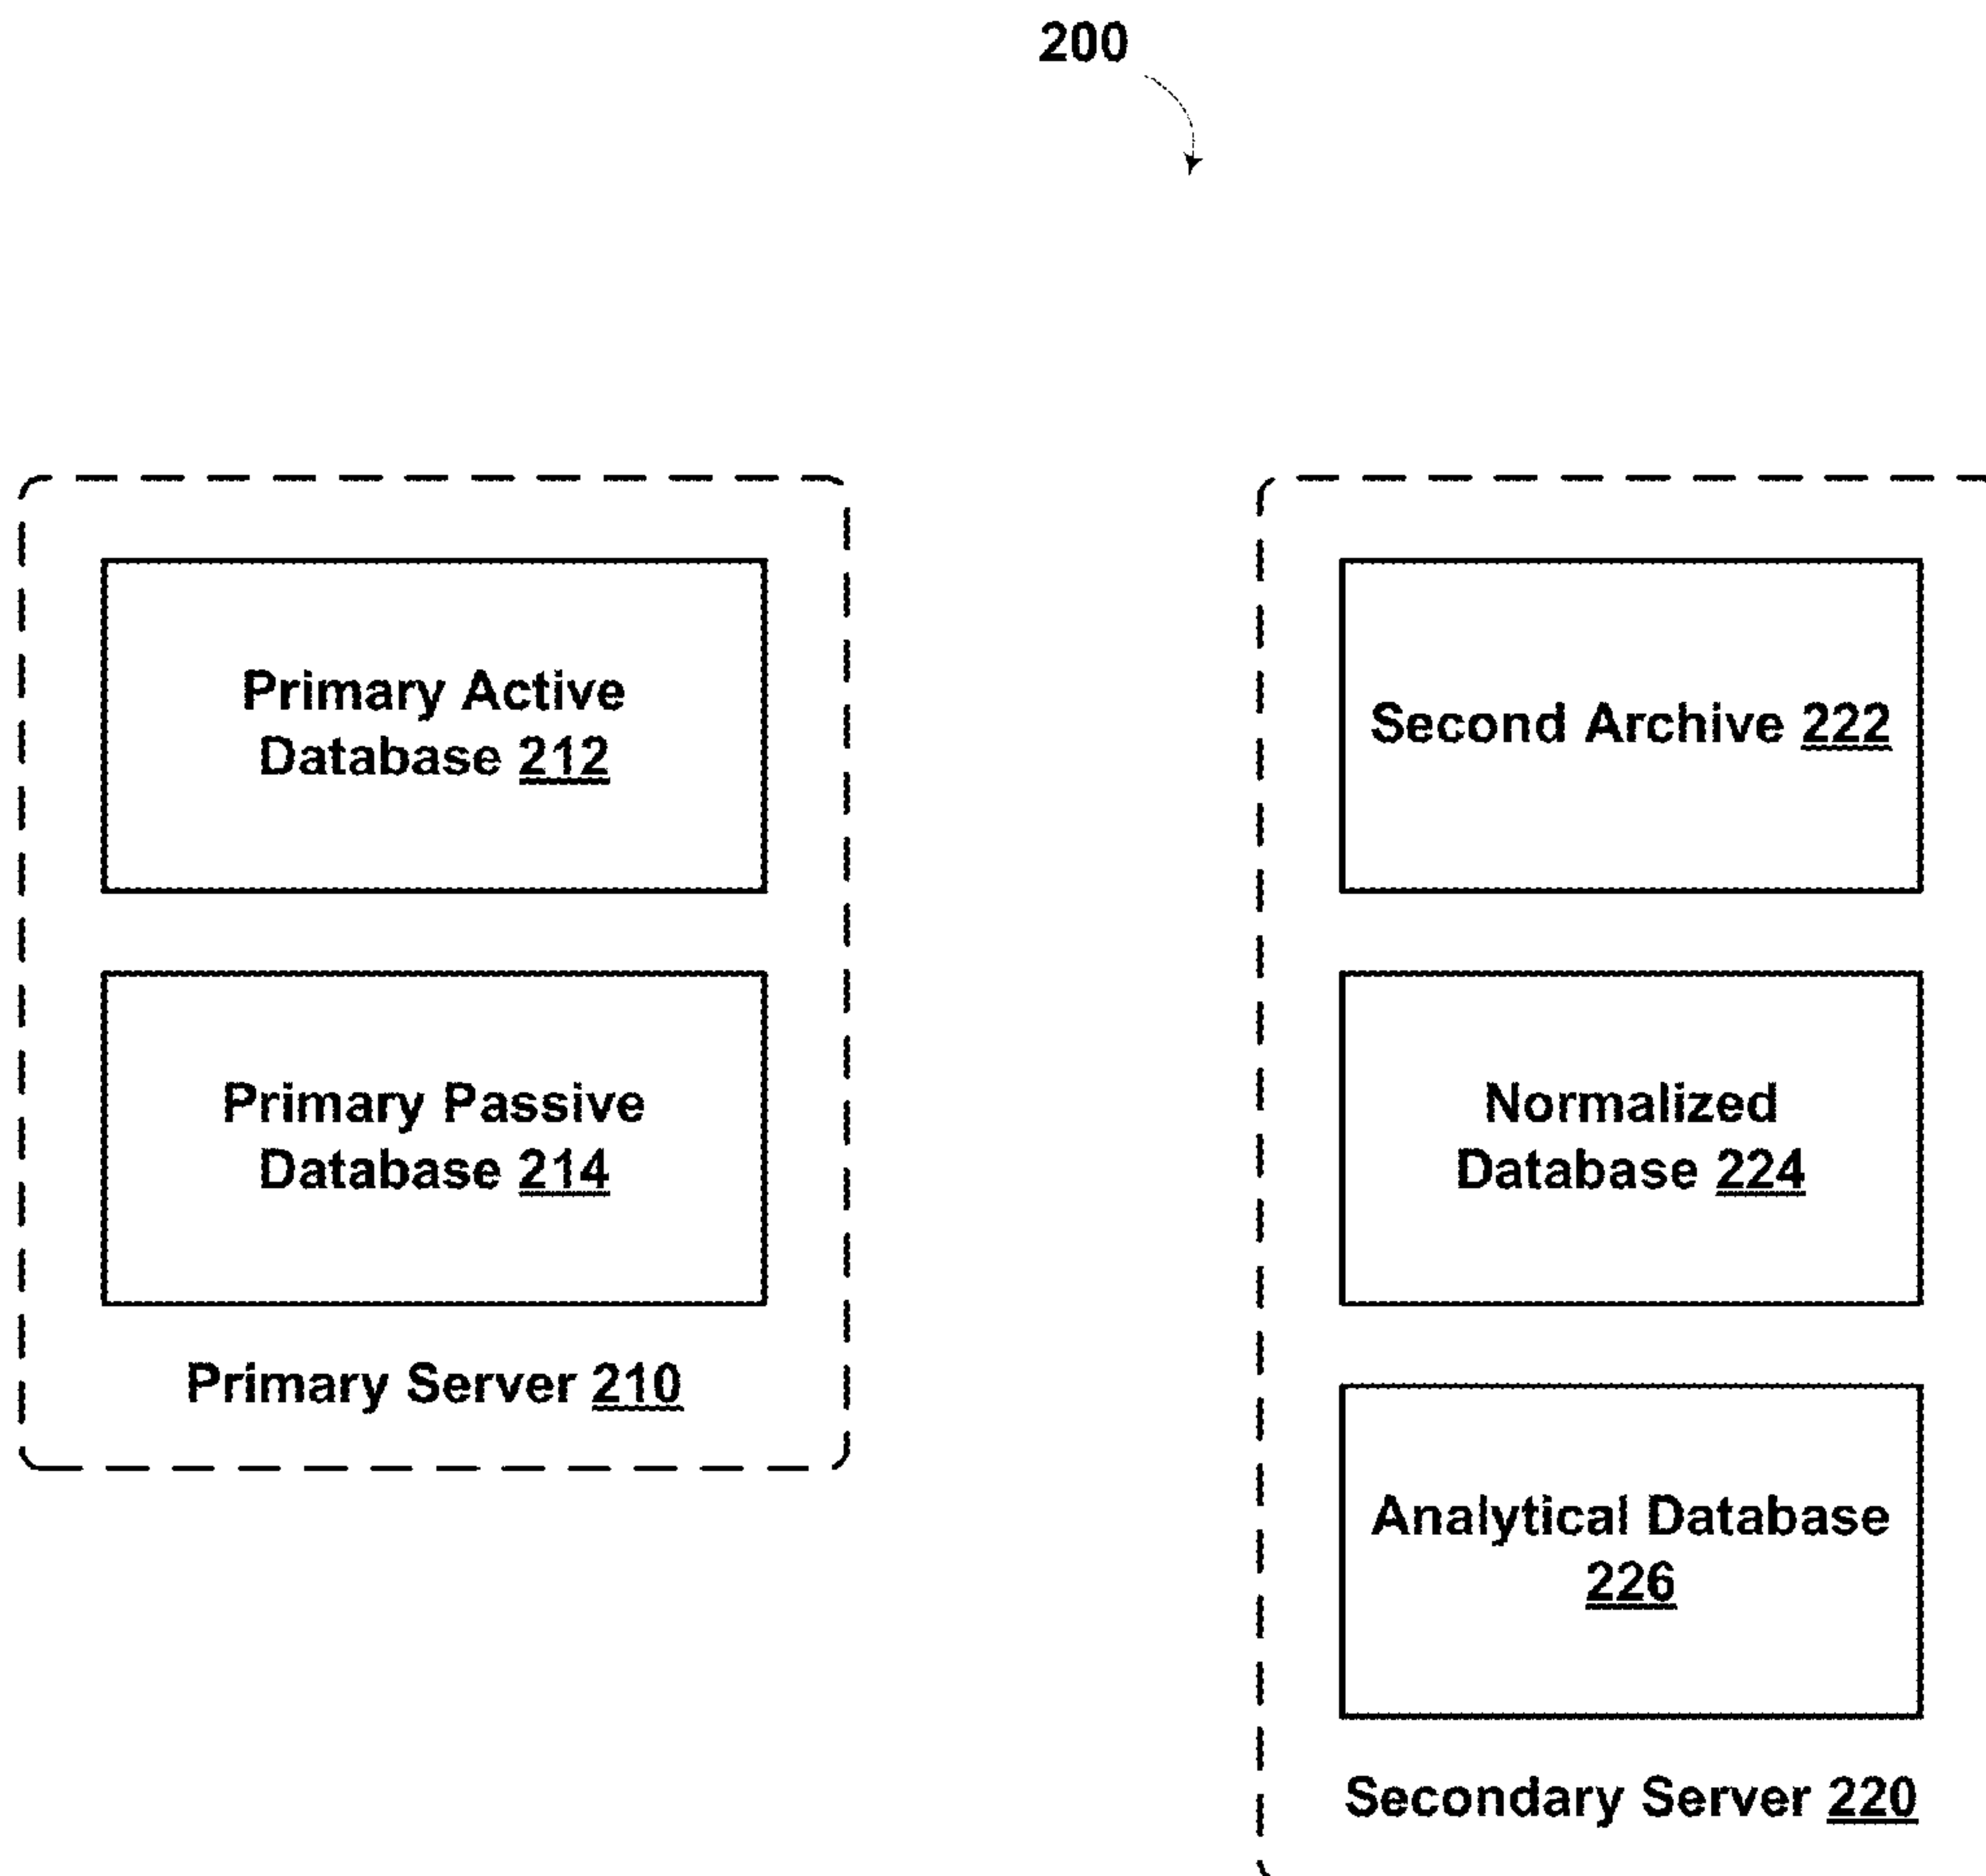 200
Primary Active
Database 212
Primary Passive
Database 214
Primary Server 210
Second Archive 222
Normalized
Database 224
Analytical Database
226
Secondary Server 220